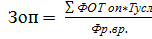 Зоп = ∑ ФОТ оп*Тусл
Фр.вр.